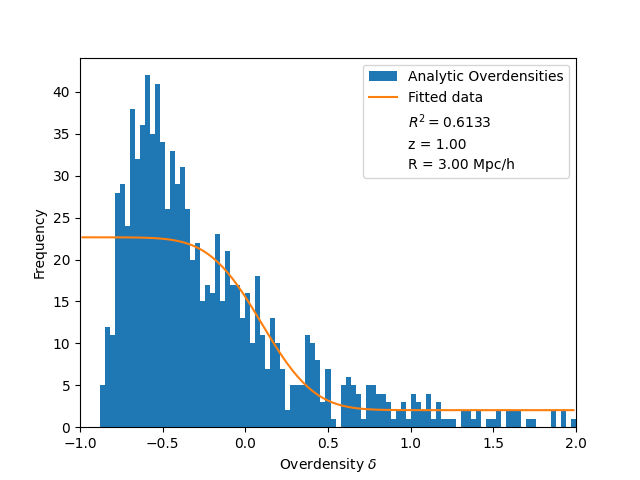 Analytic Overdensities
Fitted data
R² = 0.6133
z = 1.00
R = 3.00 Mpc/h
Frequency
40
35
30
25
20
15
10
5
0
−1.0 −0.5 0.0 0.5 1.0 1.5 2.0
Overdensity δ